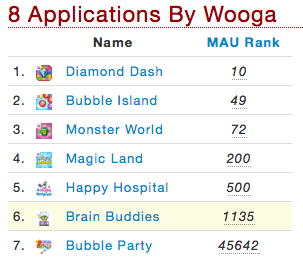 8 Applications By Wooga
Name MAU Rank
1. Diamond Dash 10
2. Bubble Island 49
3. Monster World 72
4. Magic Land 200
5. Happy Hospital 500
6. Brain Buddies 1135
7. Bubble Party 45642